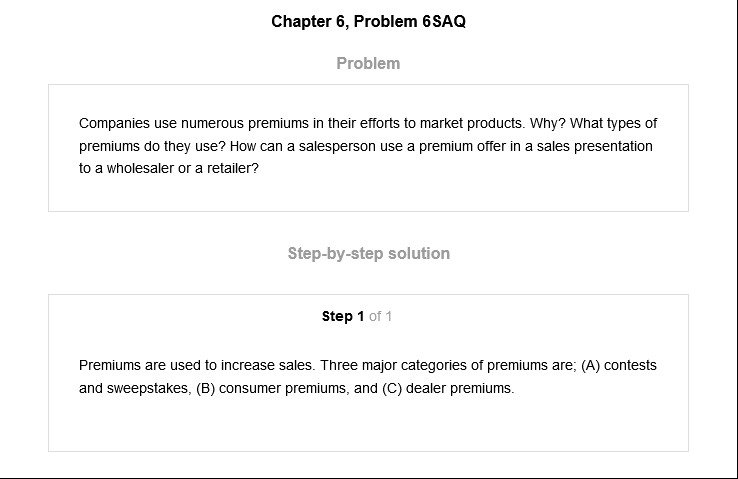 Chapter 6, Problem 6SAQ
Problem
Companies use numerous premiums in their efforts to market products. Why? What types of
premiums do they use? How can a salesperson use a premium offer in a sales presentation
to a wholesaler or a retailer?
Step-by-step solution
Step 1 of 1
Premiums are used to increase sales. Three major categories of premiums are; (A) contests
and sweepstakes, (B) consumer premiums, and (C) dealer premiums.